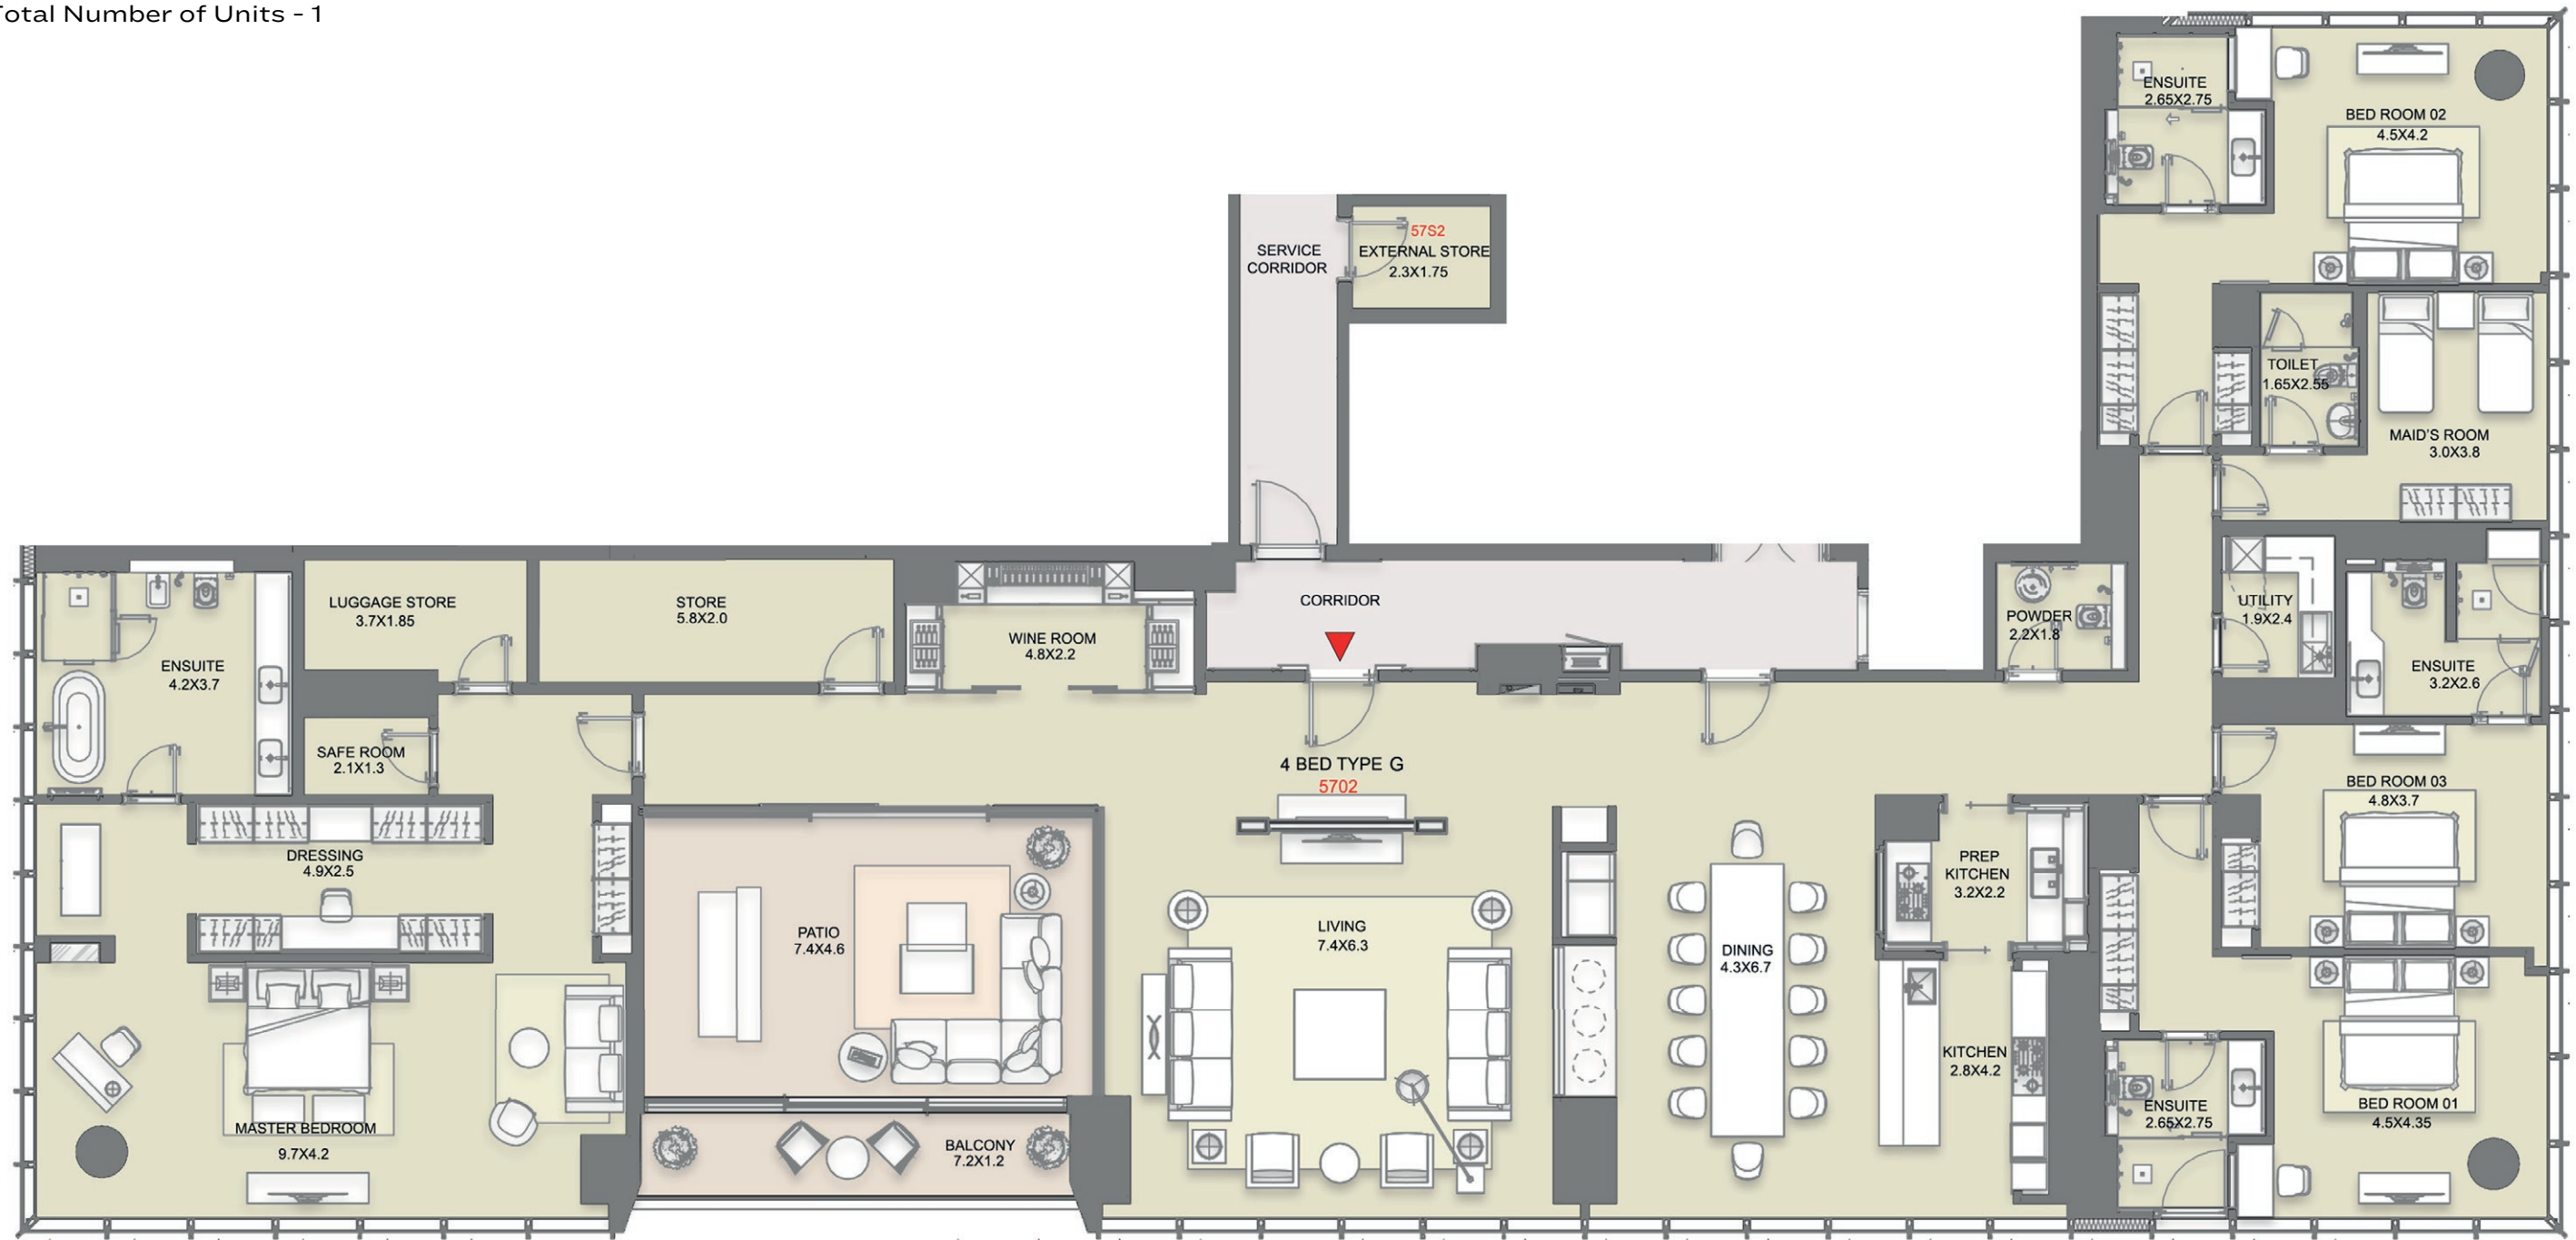 Total Number of Units - 1
ENSUITE
2.65X2.75
BED ROOM 02
4.5X4.2
57S2
EXTERNAL STORE
2.3X1.75
SERVICE
CORRIDOR
TOILET
1.65X2.55
MAID'S ROOM
3.0X3.8
LUGGAGE STORE
3.7X1.85
STORE
5.8X2.0
WINE ROOM
4.8X2.2
CORRIDOR
POWDER
2.2X1.8
UTILITY
1.9X2.4
ENSUITE
3.2X2.6
ENSUITE
4.2X3.7
SAFE ROOM
2.1X1.3
4 BED TYPE G
5702
BED ROOM 03
4.8X3.7
DRESSING
4.9X2.5
PREP
KITCHEN
3.2X2.2
PATIO
7.4X4.6
LIVING
7.4X6.3
DINING
4.3X6.7
KITCHEN
2.8X4.2
MASTER BEDROOM
9.7X4.2
BALCONY
7.2X1.2
ENSUITE
2.65X2.75
BED ROOM 01
4.5X4.35